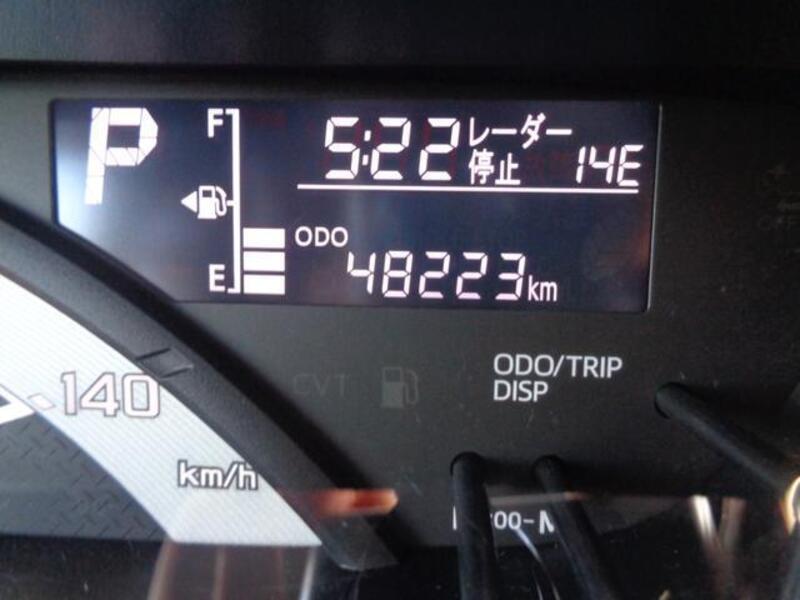 P
F
5:22 レーダー
停止 14E
ODO
E
48223km
140
CVT
ODO/TRIP
DISP
km/h